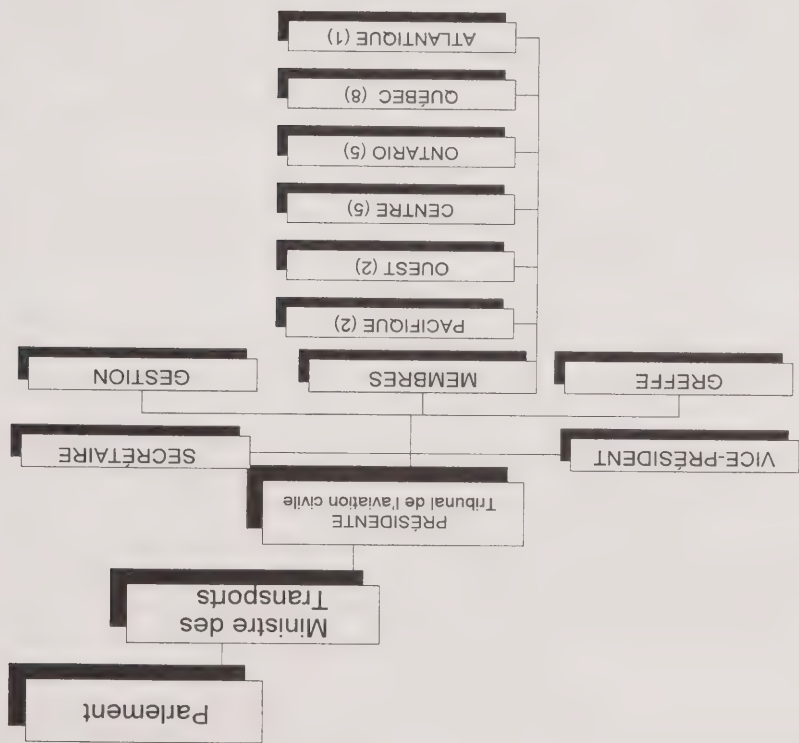 Parlement
Ministre des
Transports
PRÉSIDENTE
Tribunal de l'aviation civile
VICE-PRÉSIDENT
SECRÉTAIRE
GREFFE
MEMBRES
GESTION
PACIFIQUE (2)
OUEST (2)
CENTRE (5)
ONTARIO (5)
QUÉBEC (8)
ATLANTIQUE (1)